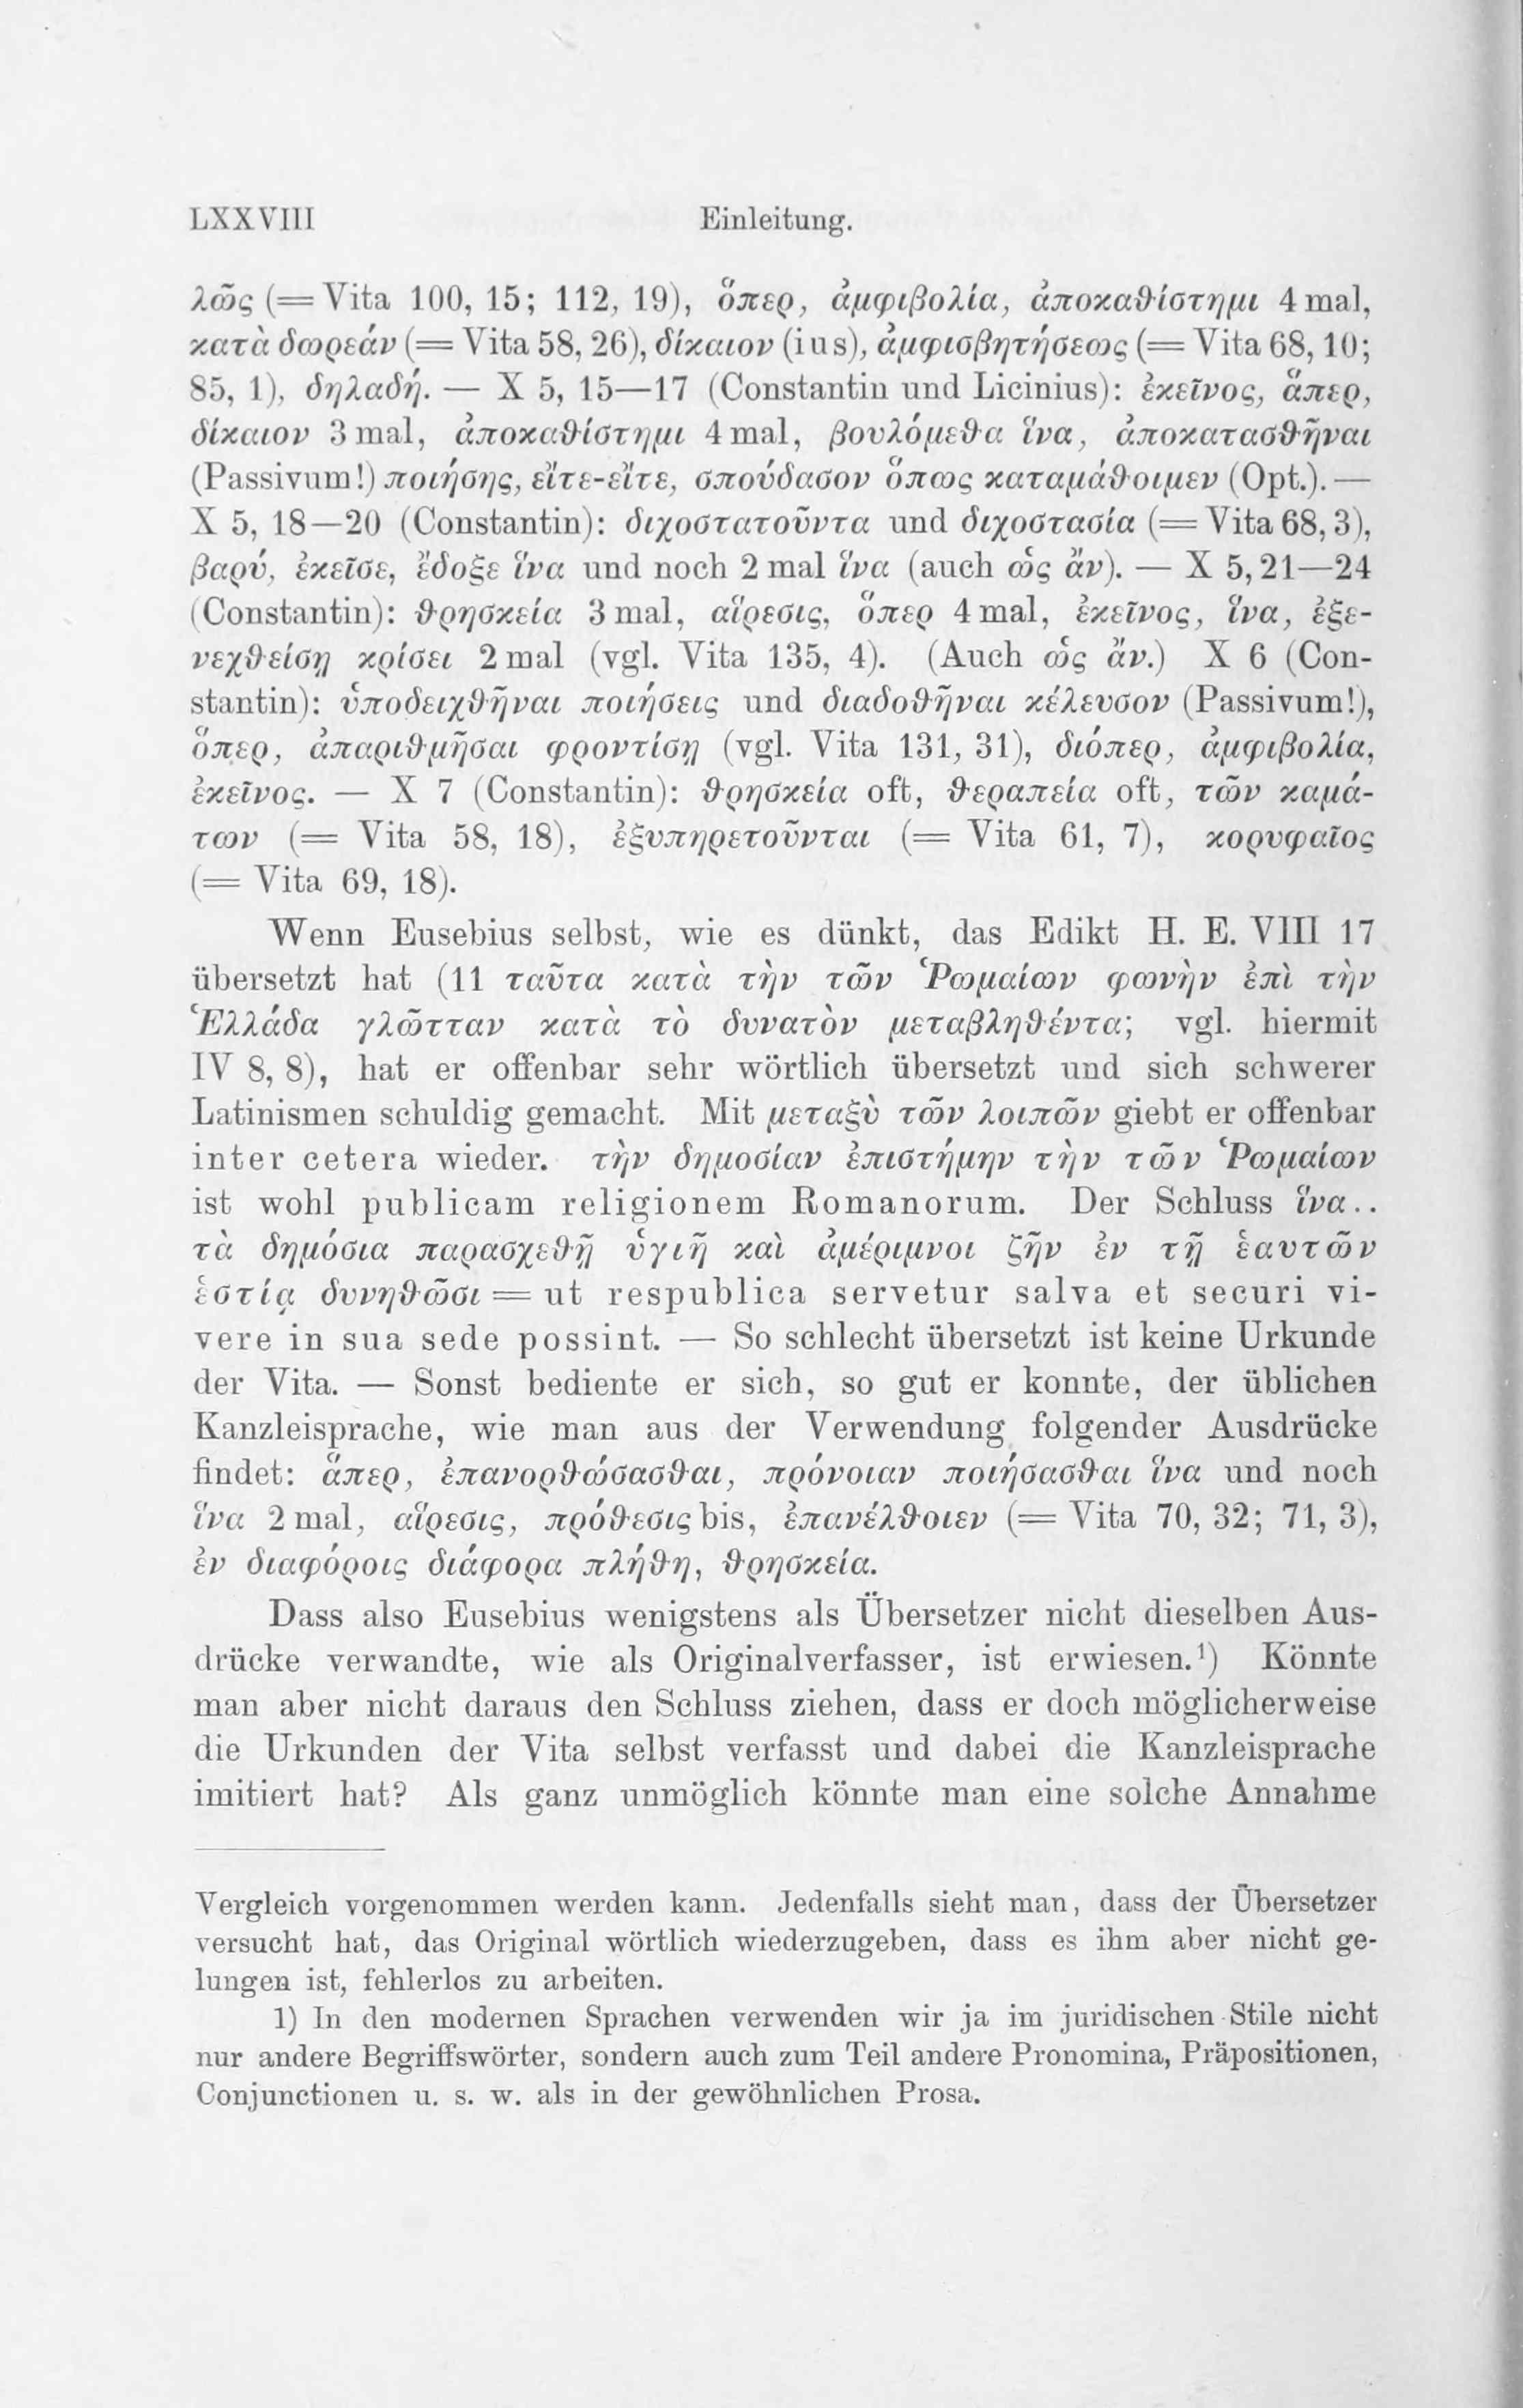 LXXVIII Einleitung.
λῶς (= Vita 100, 15; 112, 19), ὅπερ, ἀμφιβολία, ἀποκαθίστημι 4 mal,
κατὰ δωρεάν (= Vita 58, 26), δίκαιον (ius), ἀμφισβητήσεως (= Vita 68, 10;
85, 1), δηλαδή. — X 5, 15—17 (Constantin und Licinius): ἐκεῖνος, ἅπερ,
δίκαιον 3 mal, ἀποκαθίστημι 4 mal, βουλόμεθα ἵνα, ἀποκατασθῆναι
(Passivum!) ποιήσῃς, εἴτε-εἴτε, σπούδασον ὅπως καταμάθοιμεν (Opt.). —
X 5, 18—20 (Constantin): διχοστατοῦντα und διχοστασία (= Vita 68, 3),
βαρύ, ἐκεῖσε, ἔδοξε ἵνα und noch 2 mal ἵνα (auch ὡς ἄν). — X 5, 21—24
(Constantin): θρησκεία 3 mal, αἵρεσις, ὅπερ 4 mal, ἐκεῖνος, ἵνα, ἐξε-
νεχθείσῃ κρίσει 2 mal (vgl. Vita 135, 4). (Auch ὡς ἄν.) X 6 (Con-
stantin): ὑποδειχθῆναι ποιήσεις und διαδοθῆναι κέλευσον (Passivum!),
ὅπερ, ἀπαριθμῆσαι φροντίσῃ (vgl. Vita 131, 31), διόπερ, ἀμφιβολία,
ἐκεῖνος. — X 7 (Constantin): θρησκεία oft, θεραπεία oft, τῶν καμά-
των (= Vita 58, 18), ἐξυπηρετοῦνται (= Vita 61, 7), κορυφαῖος
(= Vita 69, 18).
Wenn Eusebius selbst, wie es dünkt, das Edikt H. E. VIII 17
übersetzt hat (11 ταῦτα κατὰ τὴν τῶν Ῥωμαίων φωνὴν ἐπὶ τὴν
Ἑλλάδα γλῶτταν κατὰ τὸ δυνατὸν μεταβληθέντα; vgl. hiermit
IV 8, 8), hat er offenbar sehr wörtlich übersetzt und sich schwerer
Latinismen schuldig gemacht. Mit μεταξὺ τῶν λοιπῶν giebt er offenbar
inter cetera wieder. τὴν δημοσίαν ἐπιστήμην τὴν τῶν Ῥωμαίων
ist wohl publicam religionem Romanorum. Der Schluss ἵνα..
τὰ δημόσια παρασχεθῇ ὑγιῆ καὶ ἀμέριμνοι ζῆν ἐν τῇ ἑαυτῶν
ἑστίᾳ δυνηθῶσι = ut respublica servetur salva et securi vi-
vere in sua sede possint. — So schlecht übersetzt ist keine Urkunde
der Vita. — Sonst bediente er sich, so gut er konnte, der üblichen
Kanzleisprache, wie man aus der Verwendung folgender Ausdrücke
findet: ἅπερ, ἐπανορθώσασθαι, πρόνοιαν ποιήσασθαι ἵνα und noch
ἵνα 2 mal, αἵρεσις, πρόθεσις bis, ἐπανέλθοιεν (= Vita 70, 32; 71, 3),
ἐν διαφόροις διάφορα πλήθη, θρησκεία.
Dass also Eusebius wenigstens als Übersetzer nicht dieselben Aus-
drücke verwandte, wie als Originalverfasser, ist erwiesen.¹) Könnte
man aber nicht daraus den Schluss ziehen, dass er doch möglicherweise
die Urkunden der Vita selbst verfasst und dabei die Kanzleisprache
imitiert hat? Als ganz unmöglich könnte man eine solche Annahme
Vergleich vorgenommen werden kann. Jedenfalls sieht man, dass der Übersetzer
versucht hat, das Original wörtlich wiederzugeben, dass es ihm aber nicht ge-
lungen ist, fehlerlos zu arbeiten.
1) In den modernen Sprachen verwenden wir ja im juridischen Stile nicht
nur andere Begriffswörter, sondern auch zum Teil andere Pronomina, Präpositionen,
Conjunctionen u. s. w. als in der gewöhnlichen Prosa.